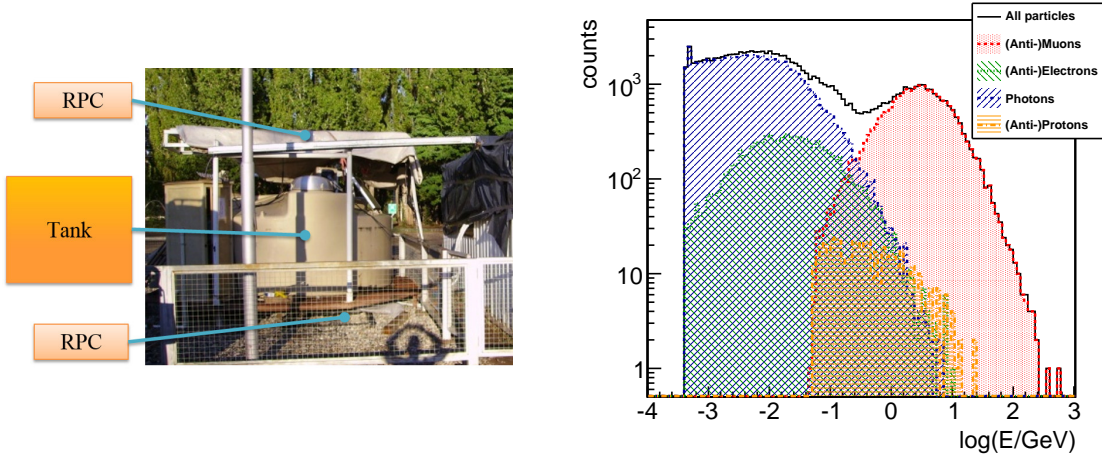 RPC
Tank
RPC
counts
10³
10²
10
1
-4 -3 -2 -1 0 1 2 3
log(E/GeV)
All particles
(Anti-)Muons
(Anti-)Electrons
Photons
(Anti-)Protons